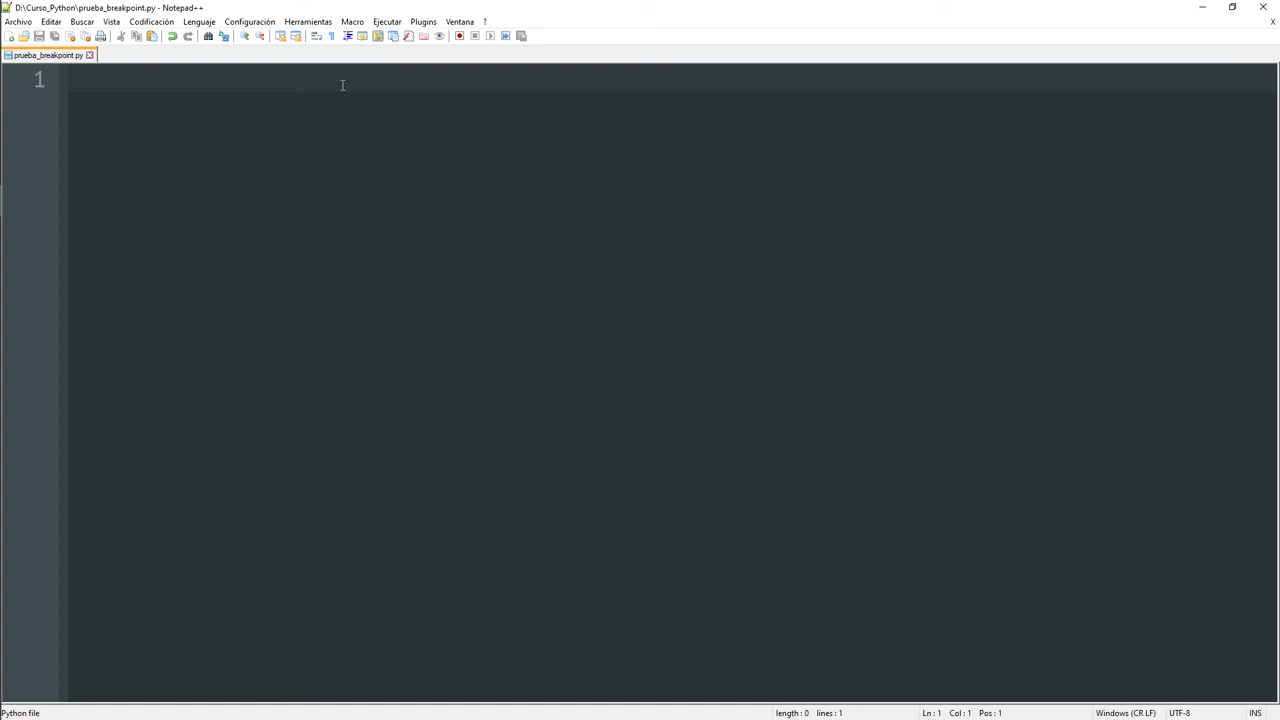 D:\Curso_Python\prueba_breakpoint.py - Notepad++
Archivo Editar Buscar Vista Codificación Lenguaje Configuración Herramientas Macro Ejecutar Plugins Ventana ?
prueba_breakpoint.py
1
Python file length : 0 lines : 1 Ln : 1 Col : 1 Pos : 1 Windows (CR LF) UTF-8 INS